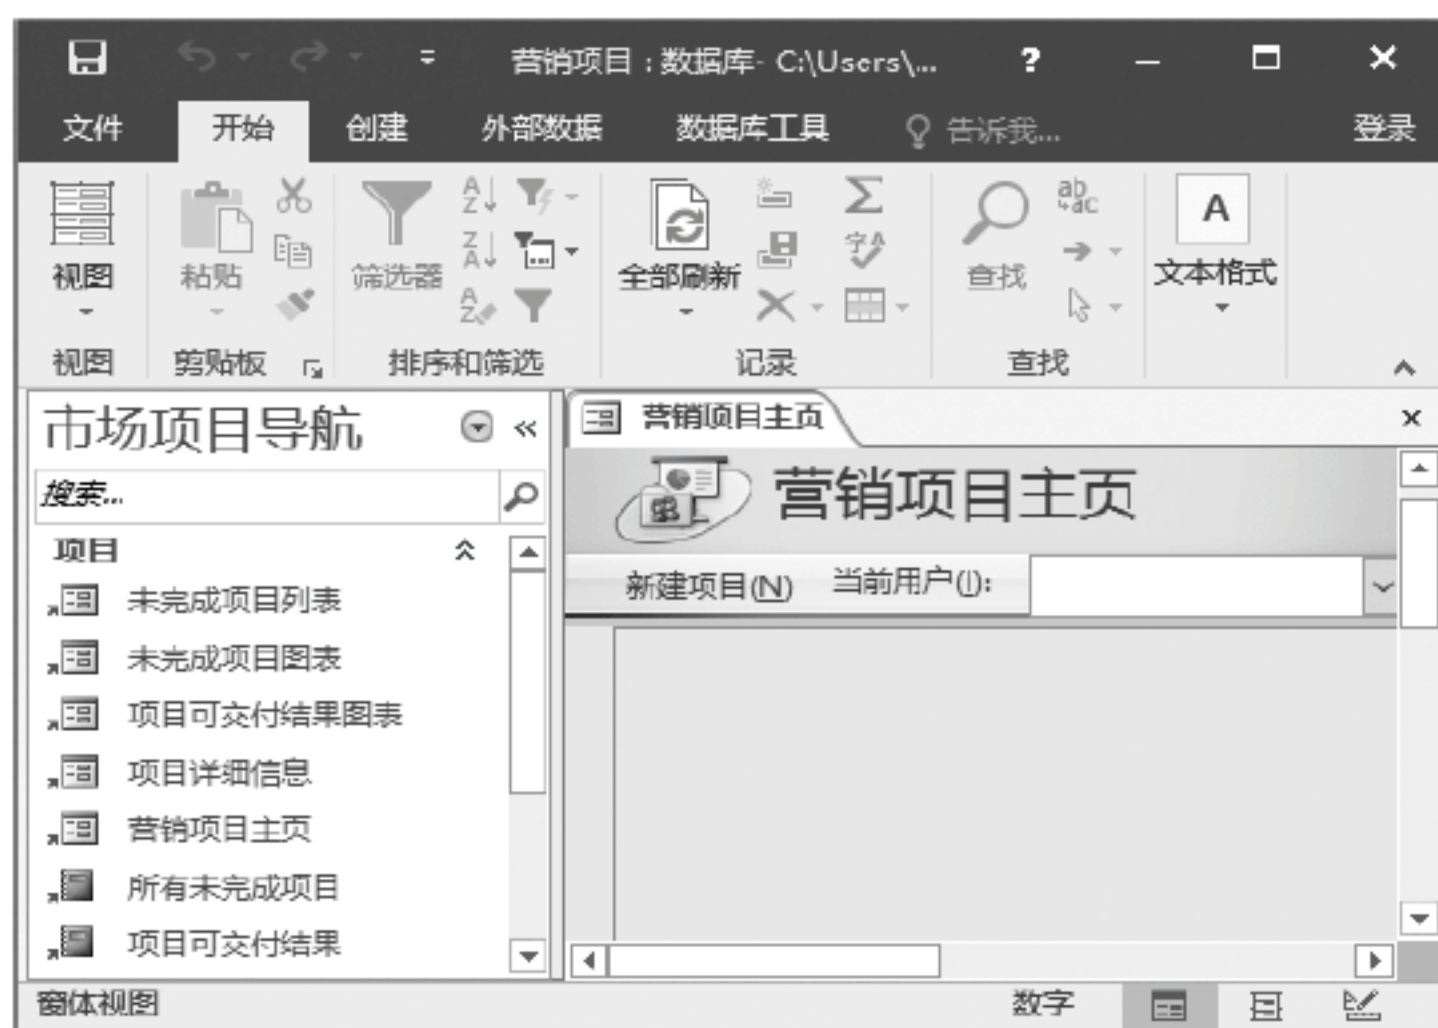 营销项目 : 数据库- C:\Users\... ?
文件 开始 创建 外部数据 数据库工具 告诉我... 登录
视图 粘贴 筛选器 全部刷新 查找 文本格式
视图 剪贴板 排序和筛选 记录 查找
市场项目导航
搜索...
项目
未完成项目列表
未完成项目图表
项目可交付结果图表
项目详细信息
营销项目主页
所有未完成项目
项目可交付结果
营销项目主页
营销项目主页
新建项目(N) 当前用户(I):
窗体视图 数字